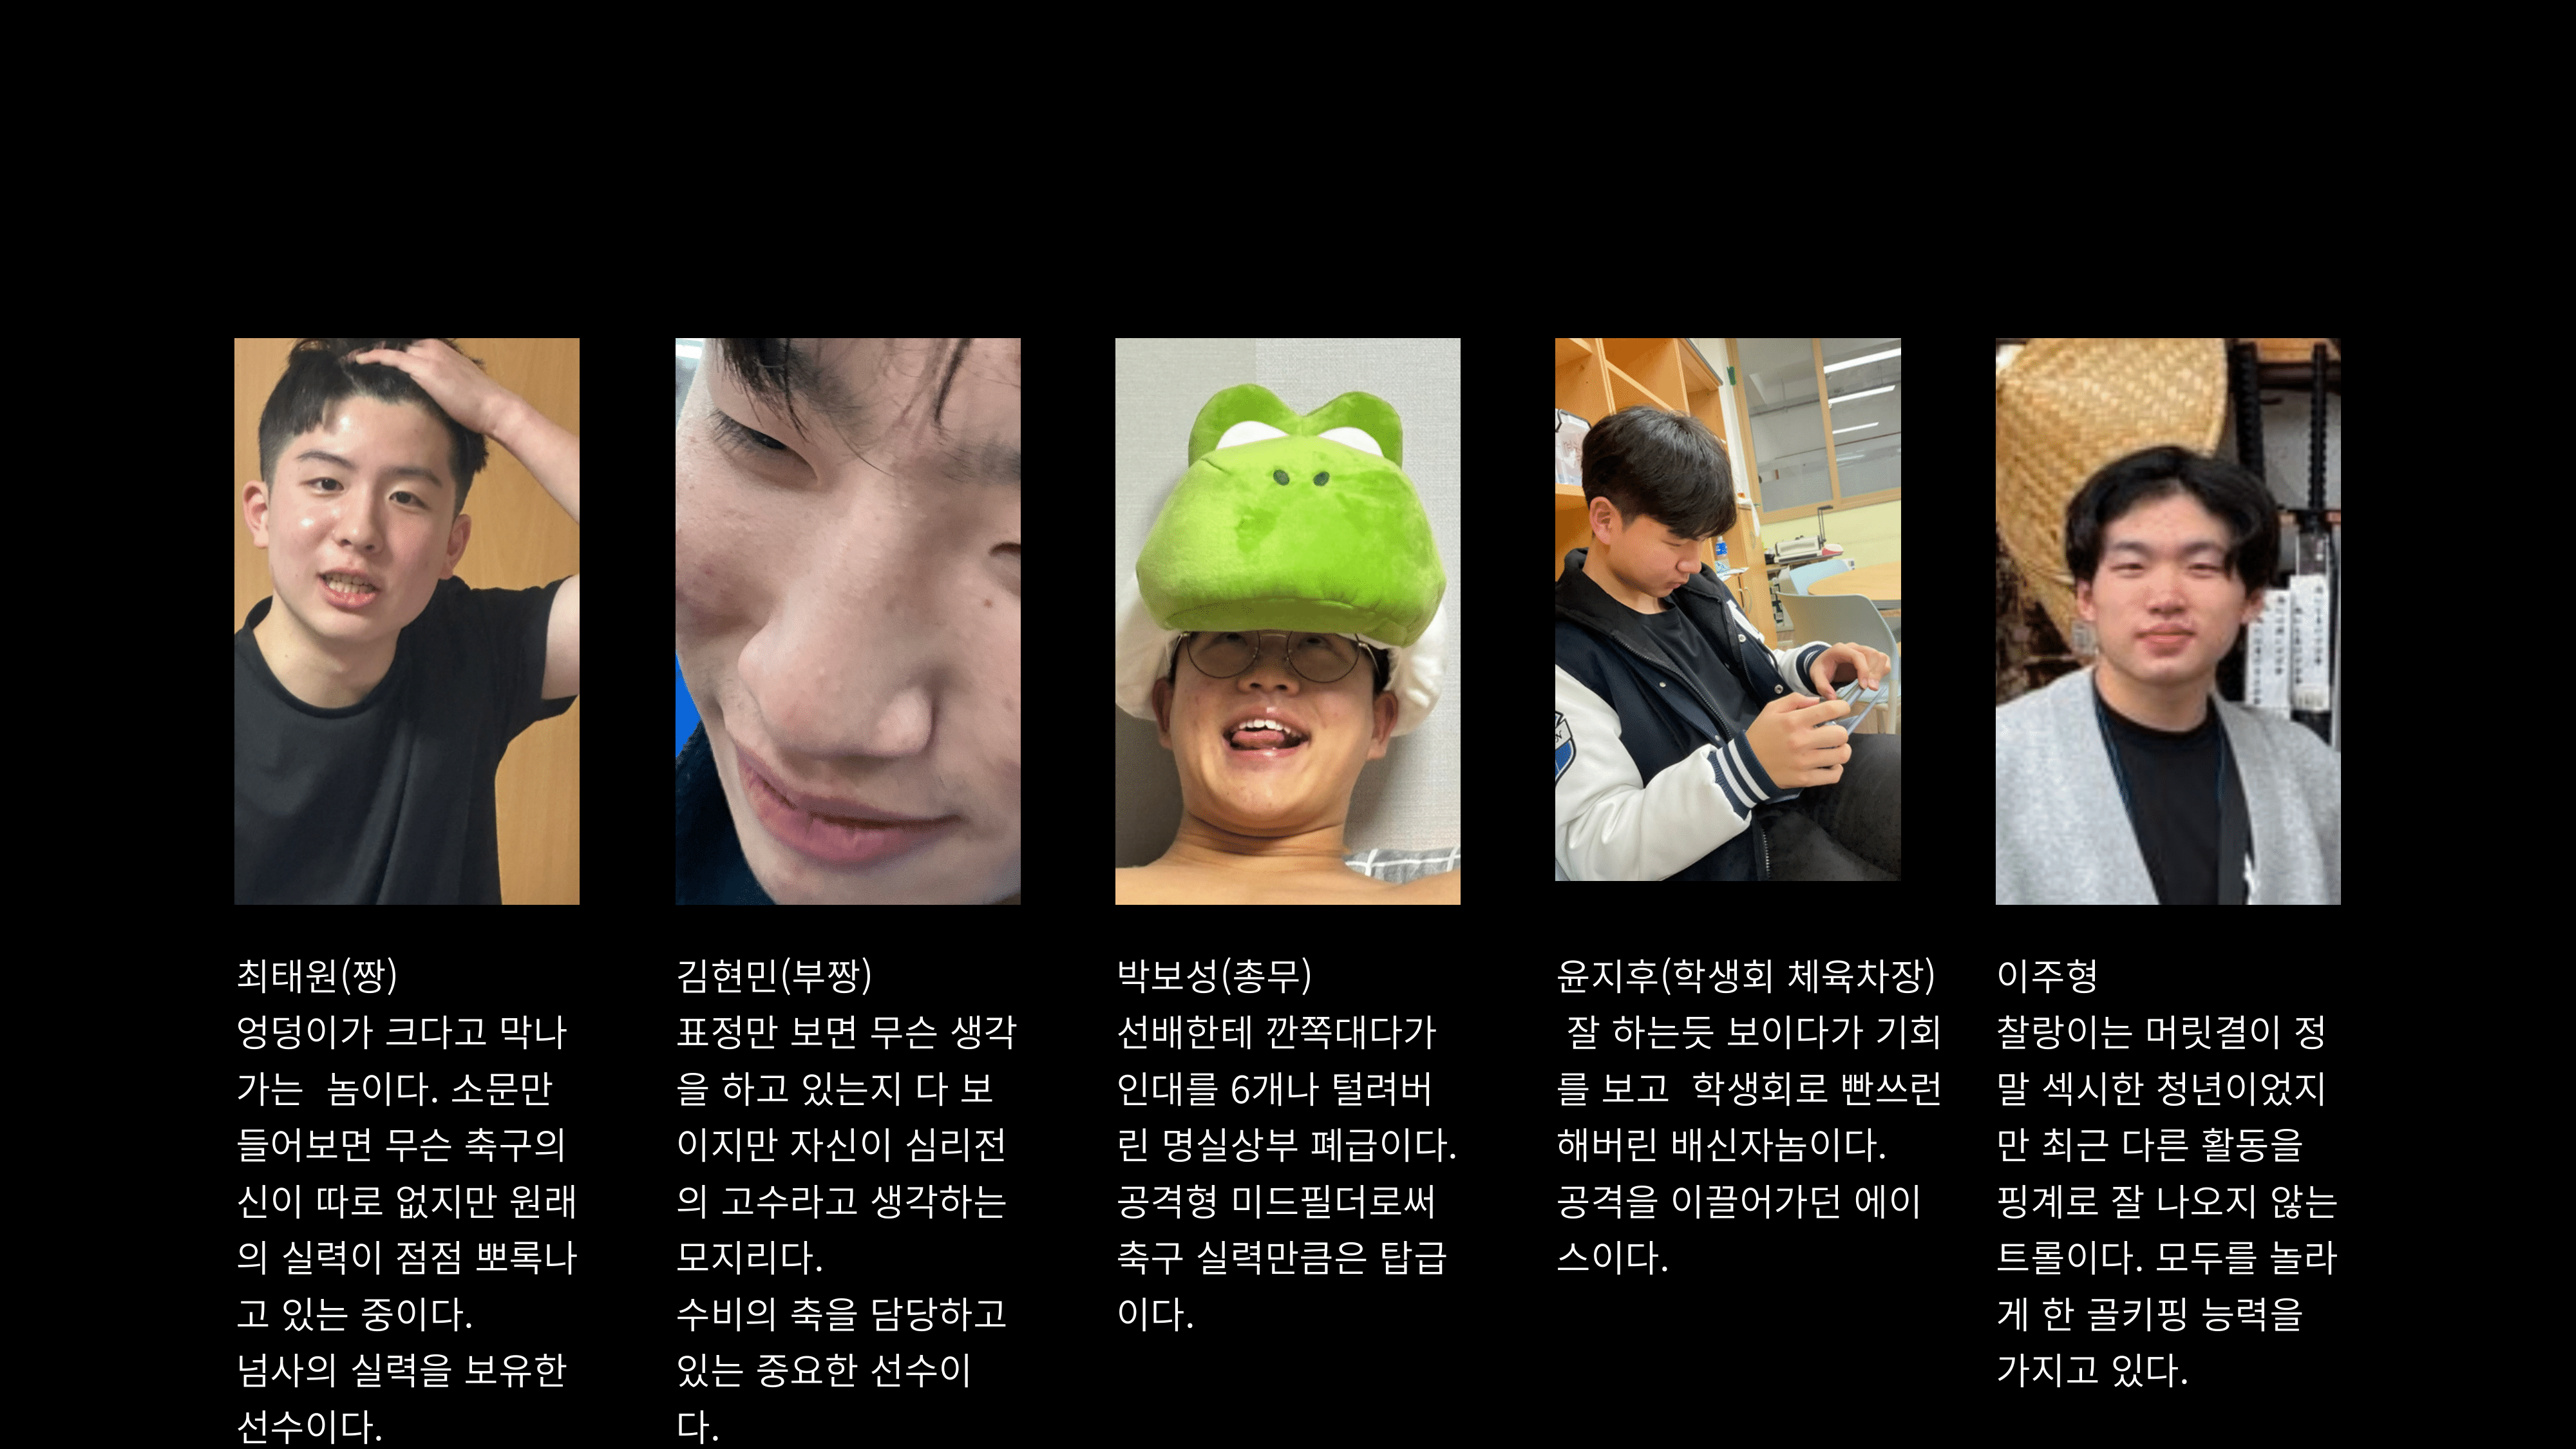 최태원(짱)
엉덩이가 크다고 막나
가는  놈이다. 소문만
들어보면 무슨 축구의
신이 따로 없지만 원래
의 실력이 점점 뽀록나
고 있는 중이다.
넘사의 실력을 보유한
선수이다.
김현민(부짱)
표정만 보면 무슨 생각
을 하고 있는지 다 보
이지만 자신이 심리전
의 고수라고 생각하는
모지리다.
수비의 축을 담당하고
있는 중요한 선수이
다.
박보성(총무)
선배한테 깐쪽대다가
인대를 6개나 털려버
린 명실상부 폐급이다.
공격형 미드필더로써
축구 실력만큼은 탑급
이다.
윤지후(학생회 체육차장)
잘 하는듯 보이다가 기회
를 보고  학생회로 빤쓰런
해버린 배신자놈이다.
공격을 이끌어가던 에이
스이다.
이주형
찰랑이는 머릿결이 정
말 섹시한 청년이었지
만 최근 다른 활동을
핑계로 잘 나오지 않는
트롤이다. 모두를 놀라
게 한 골키핑 능력을
가지고 있다.